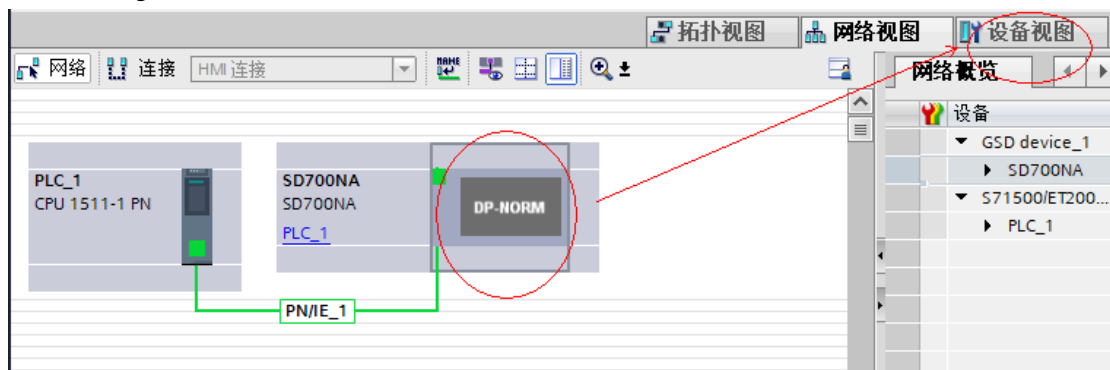 拓扑视图 网络视图 设备视图
网络 连接 HMI 连接 NAME ±
网络概览
设备
GSD device_1
SD700NA
S71500/ET200...
PLC_1
PLC_1
CPU 1511-1 PN
SD700NA
SD700NA
PLC_1
DP-NORM
PN/IE_1